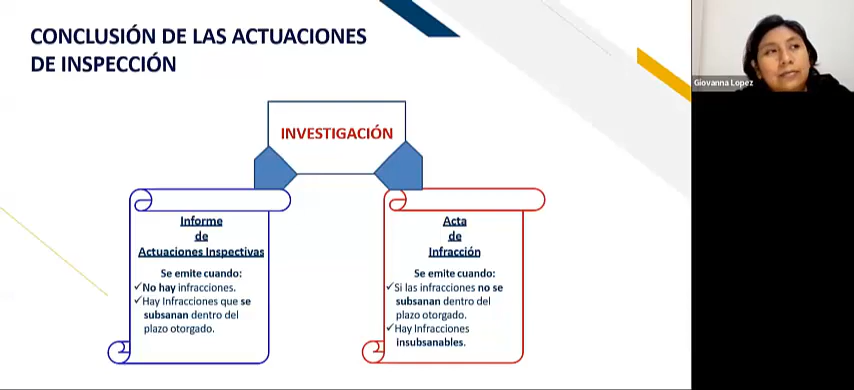 CONCLUSIÓN DE LAS ACTUACIONES
DE INSPECCIÓN
INVESTIGACIÓN
Informe
de
Actuaciones Inspectivas
Se emite cuando:
✓No hay infracciones.
✓Hay Infracciones que se
subsanan dentro del
plazo otorgado.
Acta
de
Infracción
Se emite cuando:
✓Si las infracciones no se
subsanan dentro del
plazo otorgado.
✓Hay Infracciones
insubsanables.
Giovanna Lopez